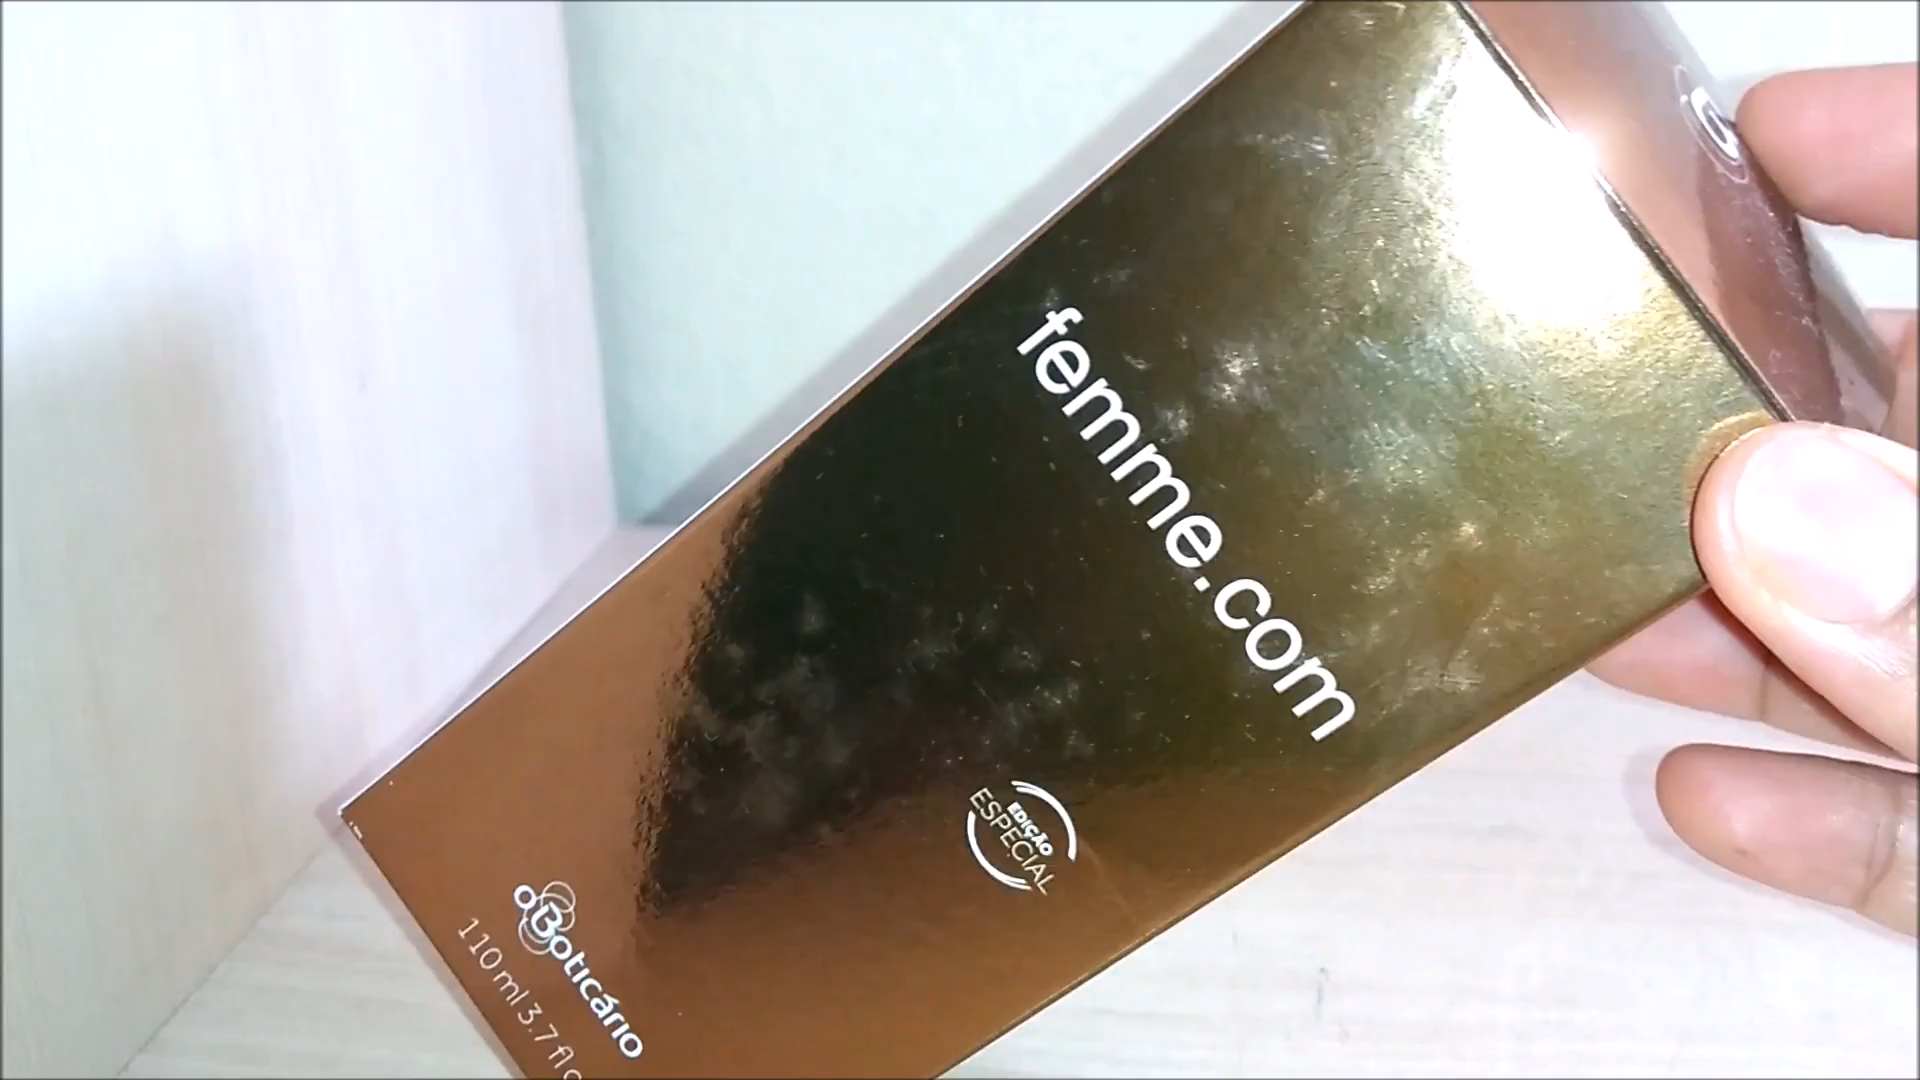 femme.com
EDIÇÃO
ESPECIAL
oBoticário
110 ml 3.7 fl